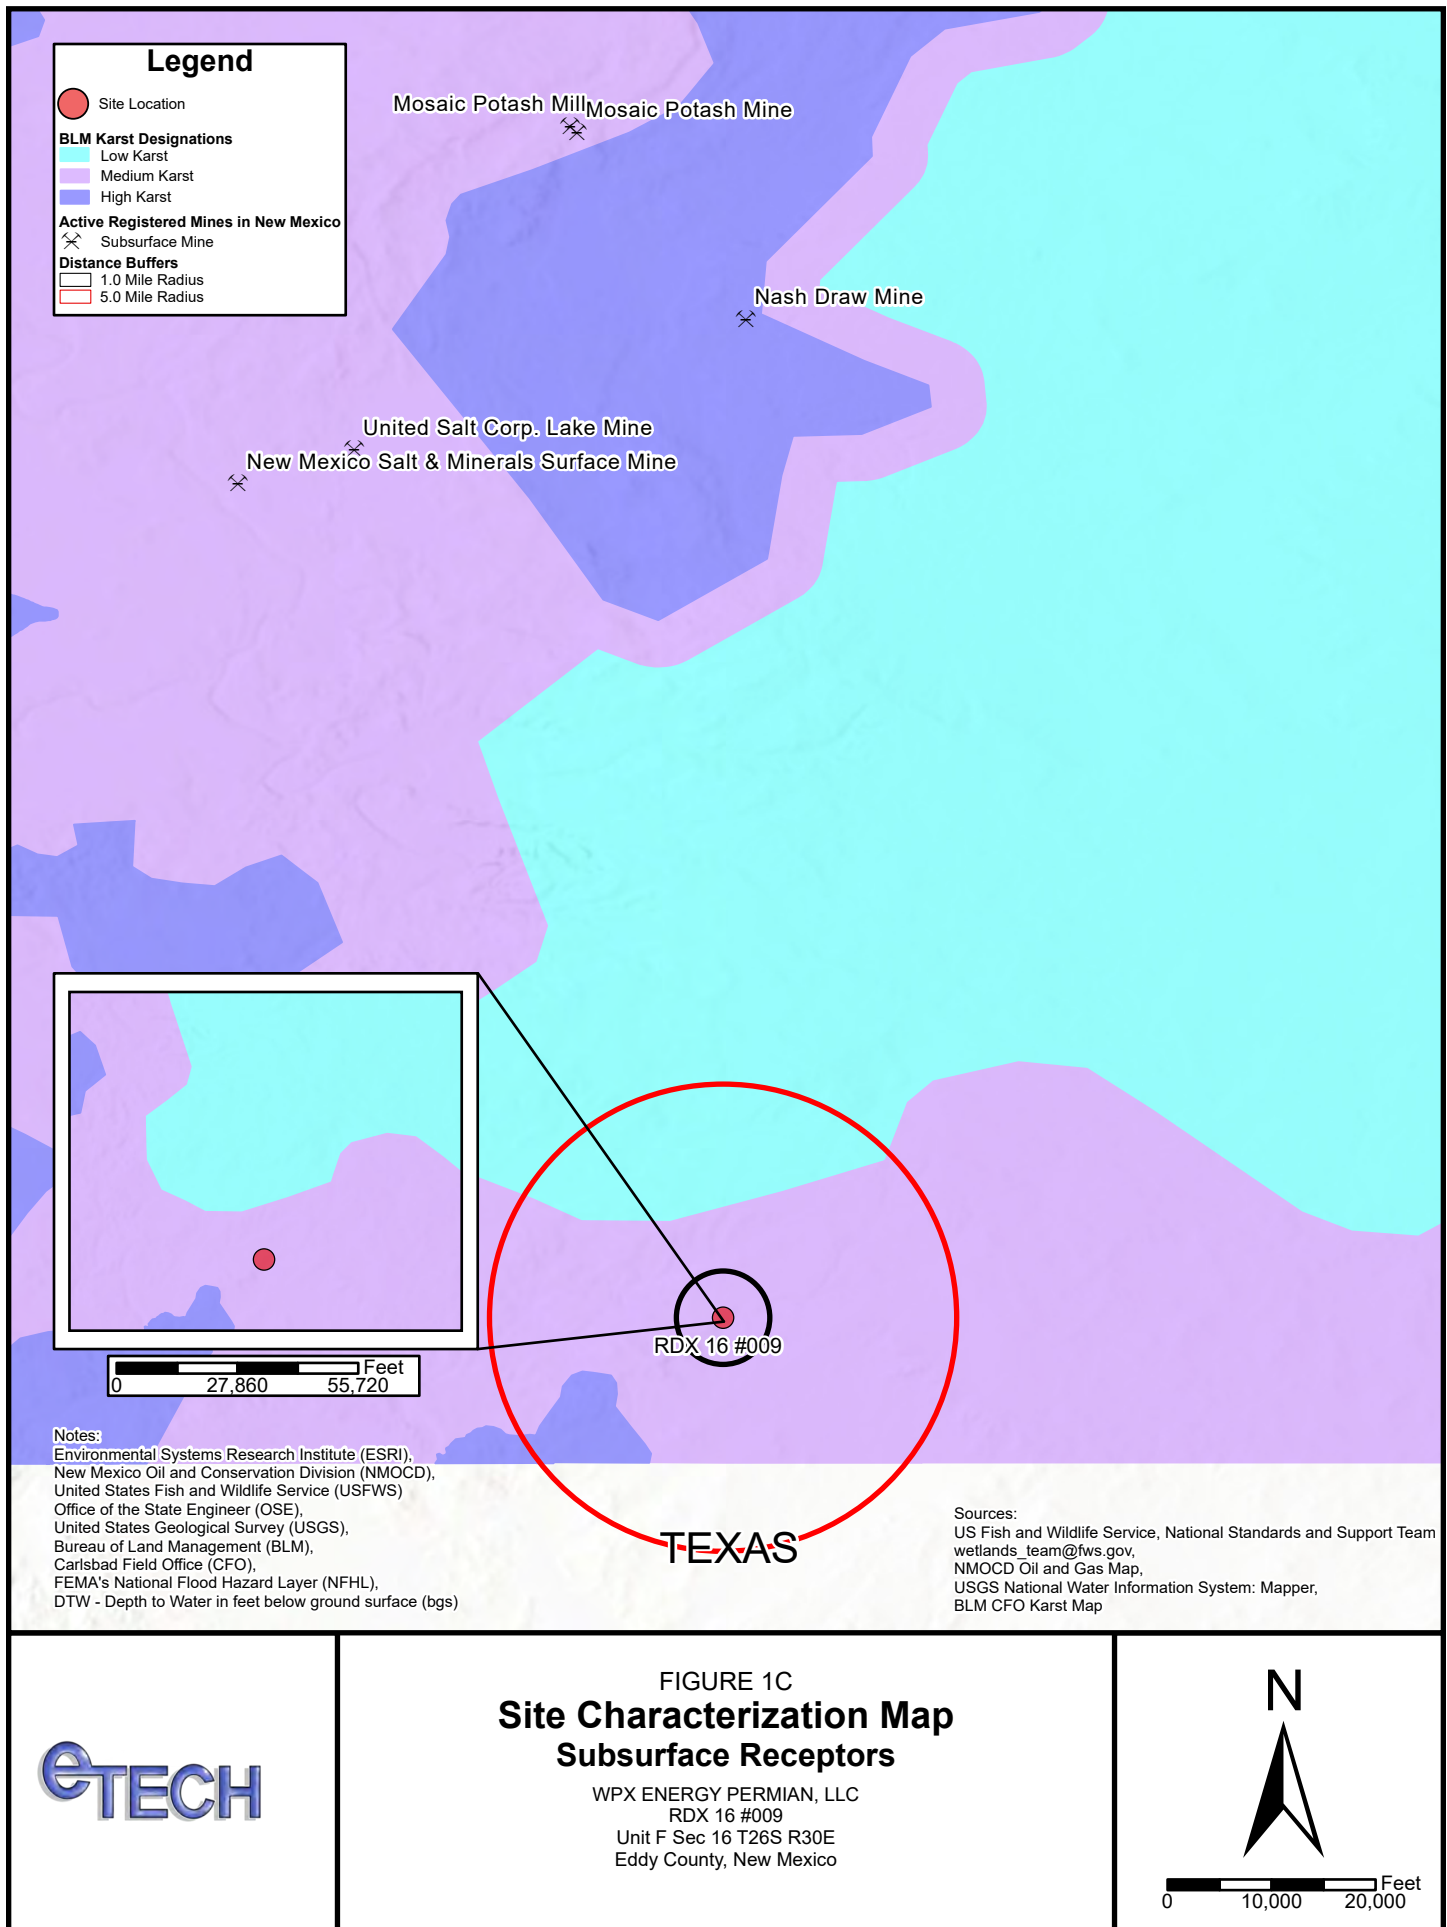 Legend
Site Location
BLM Karst Designations
Low Karst
Medium Karst
High Karst
Active Registered Mines in New Mexico
Subsurface Mine
Distance Buffers
1.0 Mile Radius
5.0 Mile Radius
Mosaic Potash Mill
Mosaic Potash Mine
Nash Draw Mine
United Salt Corp. Lake Mine
New Mexico Salt & Minerals Surface Mine
RDX 16 #009
Feet
0 27,860 55,720
TEXAS
Notes:
Environmental Systems Research Institute (ESRI),
New Mexico Oil and Conservation Division (NMOCD),
United States Fish and Wildlife Service (USFWS)
Office of the State Engineer (OSE),
United States Geological Survey (USGS),
Bureau of Land Management (BLM),
Carlsbad Field Office (CFO),
FEMA's National Flood Hazard Layer (NFHL),
DTW - Depth to Water in feet below ground surface (bgs)
Sources:
US Fish and Wildlife Service, National Standards and Support Team
wetlands_team@fws.gov,
NMOCD Oil and Gas Map,
USGS National Water Information System: Mapper,
BLM CFO Karst Map
eTECH
FIGURE 1C
Site Characterization Map
Subsurface Receptors
WPX ENERGY PERMIAN, LLC
RDX 16 #009
Unit F Sec 16 T26S R30E
Eddy County, New Mexico
N
Feet
0 10,000 20,000